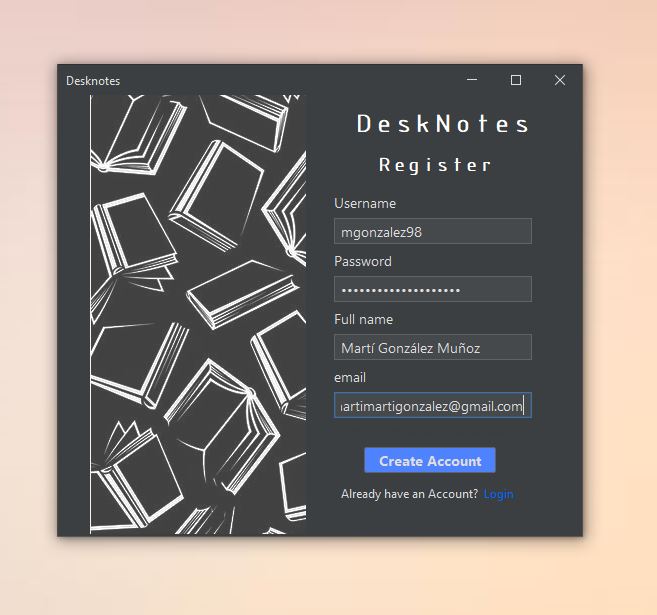 Desknotes
DeskNotes
Register
Username
mgonzalez98
Password
••••••••••••••••••••
Full name
Martí González Muñoz
email
artimartigonzalez@gmail.com
Create Account
Already have an Account? Login